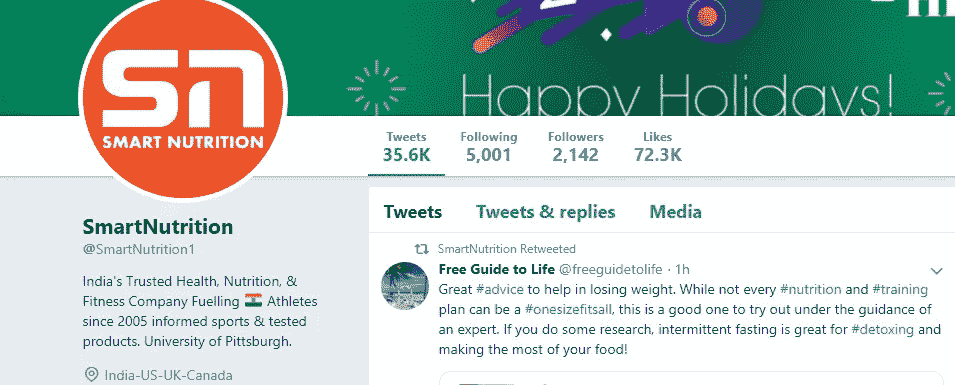 Happy Holidays!
SN
SMART NUTRITION
Tweets Following Followers Likes
35.6K 5,001 2,142 72.3K
SmartNutrition
@SmartNutrition1
India's Trusted Health, Nutrition, &
Fitness Company Fuelling 🇮🇳 Athletes
since 2005 informed sports & tested
products. University of Pittsburgh.
India-US-UK-Canada
Tweets Tweets & replies Media
SmartNutrition Retweeted
Free Guide to Life @freeguidetolife · 1h
Great #advice to help in losing weight. While not every #nutrition and #training
plan can be a #onesizefitsall, this is a good one to try out under the guidance of
an expert. If you do some research, intermittent fasting is great for #detoxing and
making the most of your food!